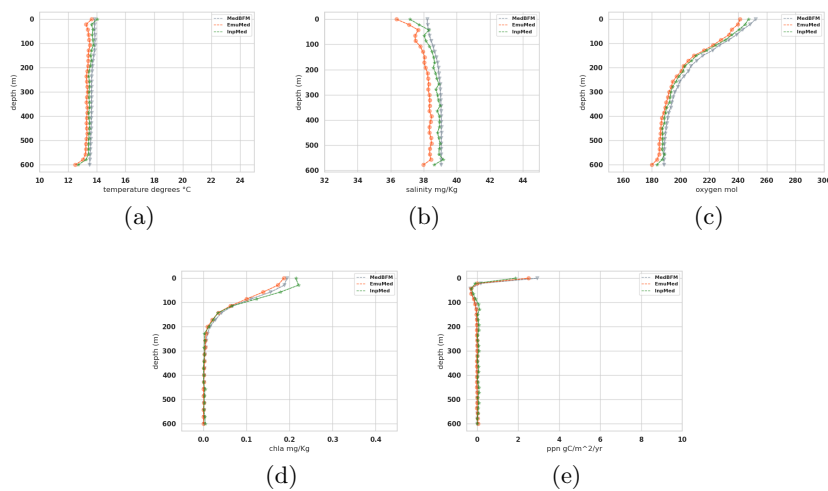 MedBFM
EmuMed
InpMed
depth (m)
0
100
200
300
400
500
600
10 12 14 16 18 20 22 24
temperature degrees °C
(a)
MedBFM
EmuMed
InpMed
depth (m)
0
100
200
300
400
500
600
32 34 36 38 40 42 44
salinity mg/Kg
(b)
MedBFM
EmuMed
InpMed
depth (m)
0
100
200
300
400
500
600
160 180 200 220 240 260 280 300
oxygen mol
(c)
MedBFM
EmuMed
InpMed
depth (m)
0
100
200
300
400
500
600
0.0 0.1 0.2 0.3 0.4
chla mg/Kg
(d)
MedBFM
EmuMed
InpMed
depth (m)
0
100
200
300
400
500
600
0 2 4 6 8 10
ppn gC/m^2/yr
(e)